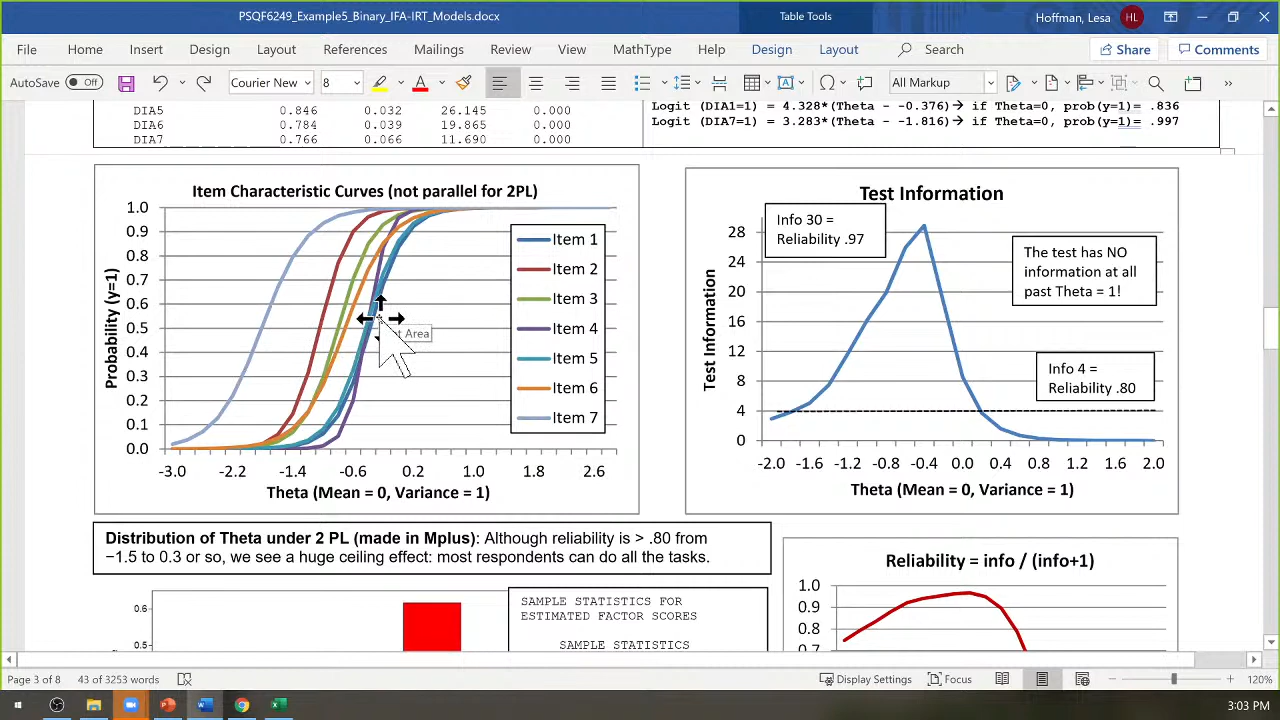 PSQF6249_Example5_Binary_IFA-IRT_Models.docx
Table Tools
Hoffman, Lesa
HL
File
Home
Insert
Design
Layout
References
Mailings
Review
View
MathType
Help
Design
Layout
Search
Share
Comments
AutoSave
Off
Courier New
8
All Markup
DIA5 0.846 0.032 26.145 0.000
DIA6 0.784 0.039 19.865 0.000
DIA7 0.766 0.066 11.690 0.000
Logit (DIA1=1) = 4.328*(Theta - -0.376)→ if Theta=0, prob(y=1)= .836
Logit (DIA7=1) = 3.283*(Theta - -1.816)→ if Theta=0, prob(y=1)= .997
Item Characteristic Curves (not parallel for 2PL)
Probability (y=1)
1.0
0.9
0.8
0.7
0.6
0.5
0.4
0.3
0.2
0.1
0.0
-3.0 -2.2 -1.4 -0.6 0.2 1.0 1.8 2.6
Theta (Mean = 0, Variance = 1)
Item 1
Item 2
Item 3
Item 4
Item 5
Item 6
Item 7
Area
Test Information
Info 30 =
Reliability .97
The test has NO
information at all
past Theta = 1!
Info 4 =
Reliability .80
Test Information
28
24
20
16
12
8
4
0
-2.0 -1.6 -1.2 -0.8 -0.4 0.0 0.4 0.8 1.2 1.6 2.0
Theta (Mean = 0, Variance = 1)
Distribution of Theta under 2 PL (made in Mplus): Although reliability is > .80 from
−1.5 to 0.3 or so, we see a huge ceiling effect: most respondents can do all the tasks.
0.6
0.5
SAMPLE STATISTICS FOR
ESTIMATED FACTOR SCORES
SAMPLE STATISTICS
Reliability = info / (info+1)
1.0
0.9
0.8
0.7
Page 3 of 8
43 of 3253 words
Display Settings
Focus
120%
3:03 PM